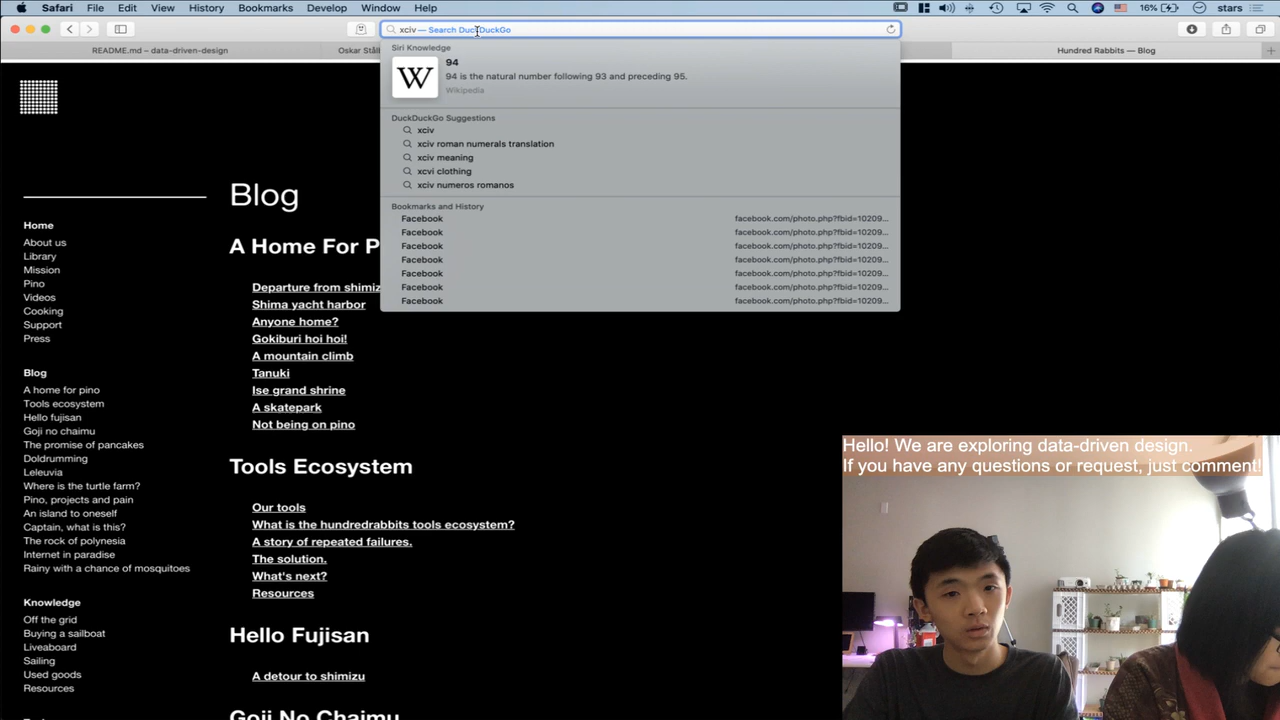 Safari File Edit View History Bookmarks Develop Window Help 16% stars
xciv — Search DuckDuckGo
README.md – data-driven-design
Hundred Rabbits — Blog
Siri Knowledge
W
94
94 is the natural number following 93 and preceding 95.
Wikipedia
DuckDuckGo Suggestions
xciv
xciv roman numerals translation
xciv meaning
xcvi clothing
xciv numeros romanos
Bookmarks and History
Facebook facebook.com/photo.php?fbid=10209...
Facebook facebook.com/photo.php?fbid=10209...
Facebook facebook.com/photo.php?fbid=10209...
Facebook facebook.com/photo.php?fbid=10209...
Facebook facebook.com/photo.php?fbid=10209...
Facebook facebook.com/photo.php?fbid=10209...
Facebook facebook.com/photo.php?fbid=10209...
Home
About us
Library
Mission
Pino
Videos
Cooking
Support
Press
Blog
A home for pino
Tools ecosystem
Hello fujisan
Goji no chaimu
The promise of pancakes
Doldrumming
Leleuvia
Where is the turtle farm?
Pino, projects and pain
An island to oneself
Captain, what is this?
The rock of polynesia
Internet in paradise
Rainy with a chance of mosquitoes
Knowledge
Off the grid
Buying a sailboat
Liveaboard
Sailing
Used goods
Resources
Blog
A Home For
Departure from
Shima yacht harbor
Anyone home?
Gokiburi hoi hoi!
A mountain climb
Tanuki
Ise grand shrine
A skatepark
Not being on pino
Tools Ecosystem
Our tools
What is the hundredrabbits tools ecosystem?
A story of repeated failures.
The solution.
What's next?
Resources
Hello Fujisan
A detour to shimizu
Goji No Chaimu
Hello! We are exploring data-driven design.
If you have any questions or request, just comment!